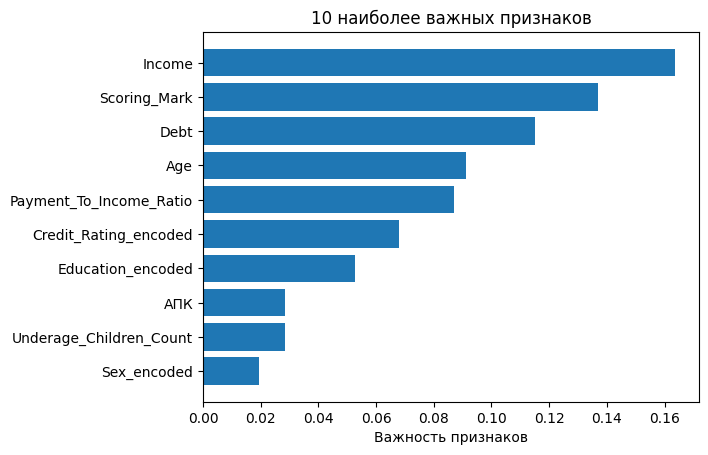 10 наиболее важных признаков
Income
Scoring_Mark
Debt
Age
Payment_To_Income_Ratio
Credit_Rating_encoded
Education_encoded
АПК
Underage_Children_Count
Sex_encoded
0.00 0.02 0.04 0.06 0.08 0.10 0.12 0.14 0.16
Важность признаков